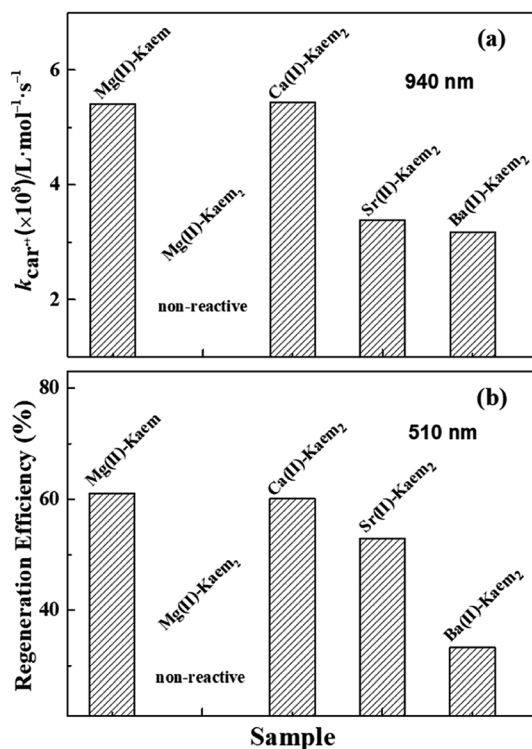 (a)
940 nm
k_car•+ (×10⁸)/L·mol⁻¹·s⁻¹
6
4
2
Mg(II)-Kaem
Mg(II)-Kaem₂
non-reactive
Ca(II)-Kaem₂
Sr(II)-Kaem₂
Ba(II)-Kaem₂
(b)
510 nm
Regeneration Efficiency (%)
80
60
40
Mg(II)-Kaem
Mg(II)-Kaem₂
non-reactive
Ca(II)-Kaem₂
Sr(II)-Kaem₂
Ba(II)-Kaem₂
Sample